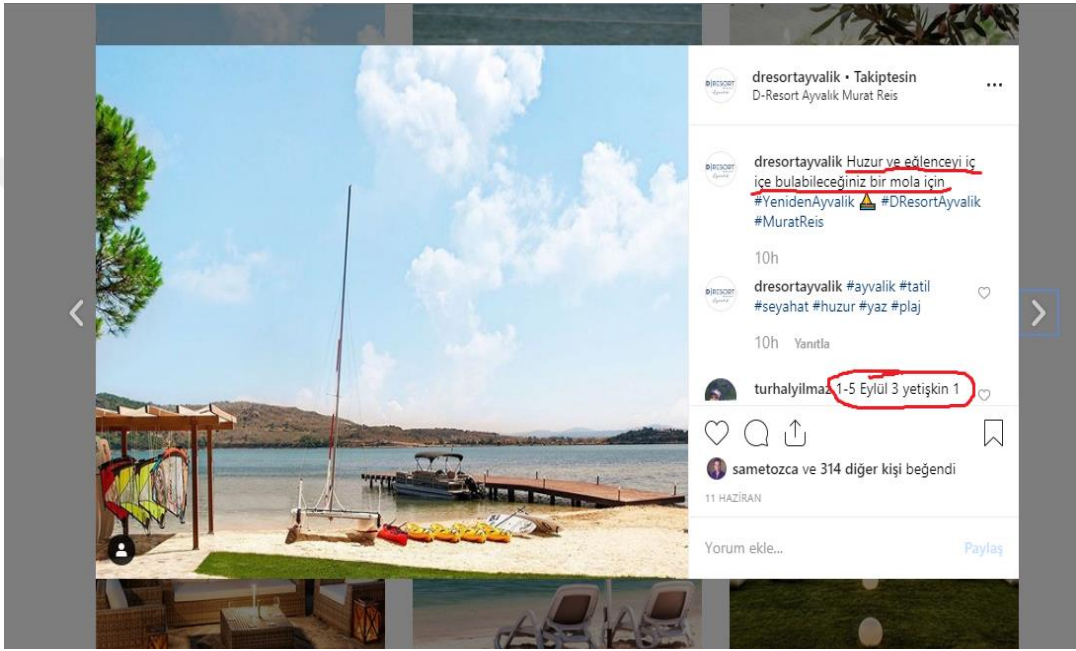 dresortayvalik • Takiptesin
D-Resort Ayvalık Murat Reis
dresortayvalik Huzur ve eğlenceyi iç
içe bulabileceğiniz bir mola için
#YenidenAyvalik ⛵ #DResortAyvalik
#MuratReis
10h
dresortayvalik #ayvalik #tatil
#seyahat #huzur #yaz #plaj
10h Yanıtla
turhalyilmaz 1-5 Eylül 3 yetişkin 1
sametozca ve 314 diğer kişi beğendi
11 HAZİRAN
Yorum ekle... Paylaş